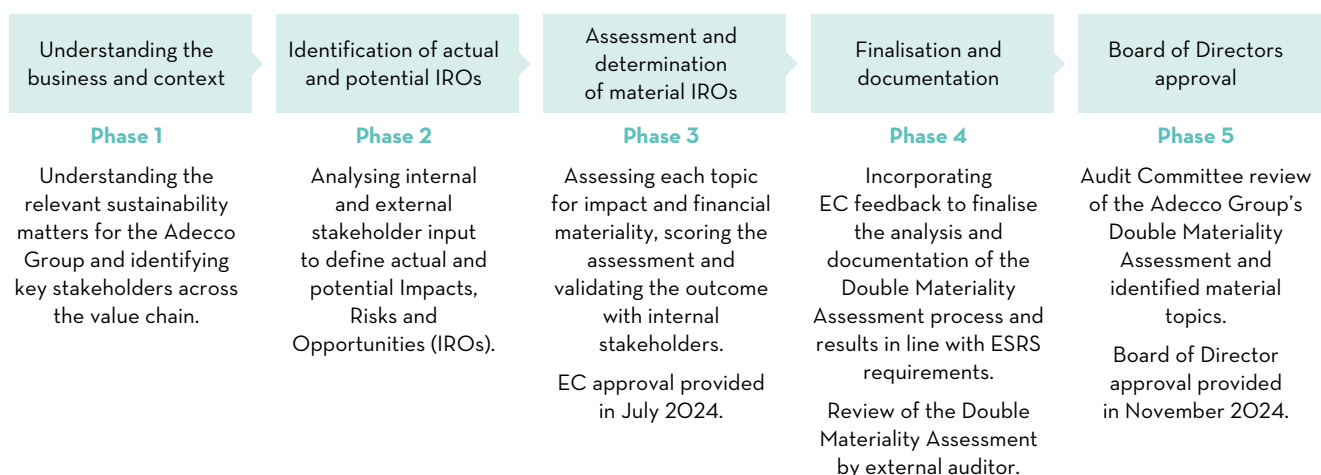 Understanding the
business and context
Identification of actual
and potential IROs
Assessment and
determination
of material IROs
Finalisation and
documentation
Board of Directors
approval
Phase 1
Understanding the
relevant sustainability
matters for the Adecco
Group and identifying
key stakeholders across
the value chain.
Phase 2
Analysing internal
and external
stakeholder input
to define actual and
potential Impacts,
Risks and
Opportunities (IROs).
Phase 3
Assessing each topic
for impact and financial
materiality, scoring the
assessment and
validating the outcome
with internal
stakeholders.
EC approval provided
in July 2024.
Phase 4
Incorporating
EC feedback to finalise
the analysis and
documentation of the
Double Materiality
Assessment process and
results in line with ESRS
requirements.
Review of the Double
Materiality Assessment
by external auditor.
Phase 5
Audit Committee review
of the Adecco Group's
Double Materiality
Assessment and
identified material
topics.
Board of Director
approval provided
in November 2024.